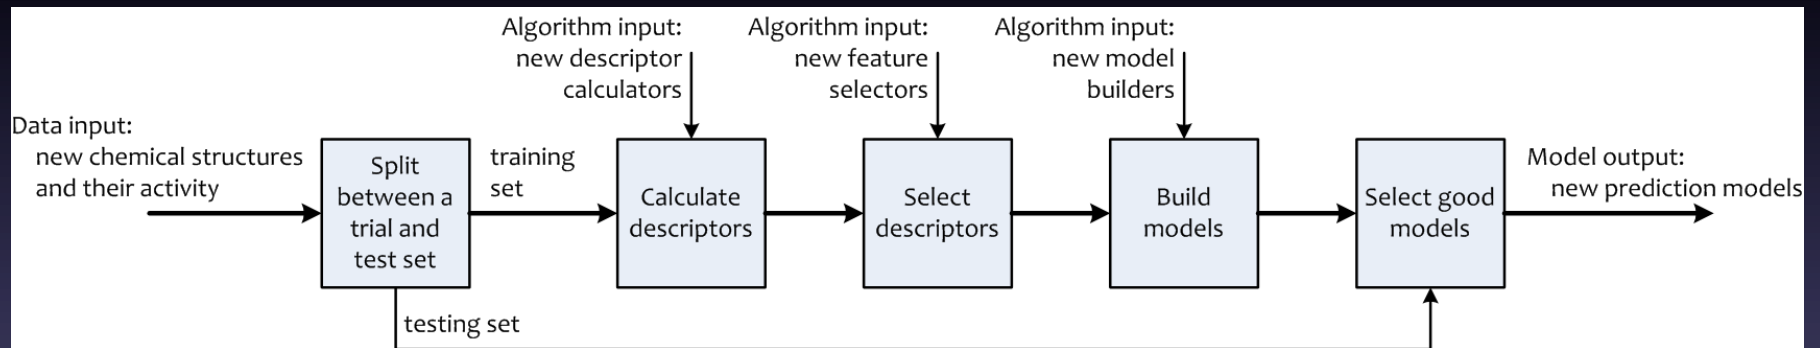 Data input:
new chemical structures
and their activity
Split
between a
trial and
test set
training
set
testing set
Algorithm input:
new descriptor
calculators
Calculate
descriptors
Algorithm input:
new feature
selectors
Select
descriptors
Algorithm input:
new model
builders
Build
models
Select good
models
Model output:
new prediction models